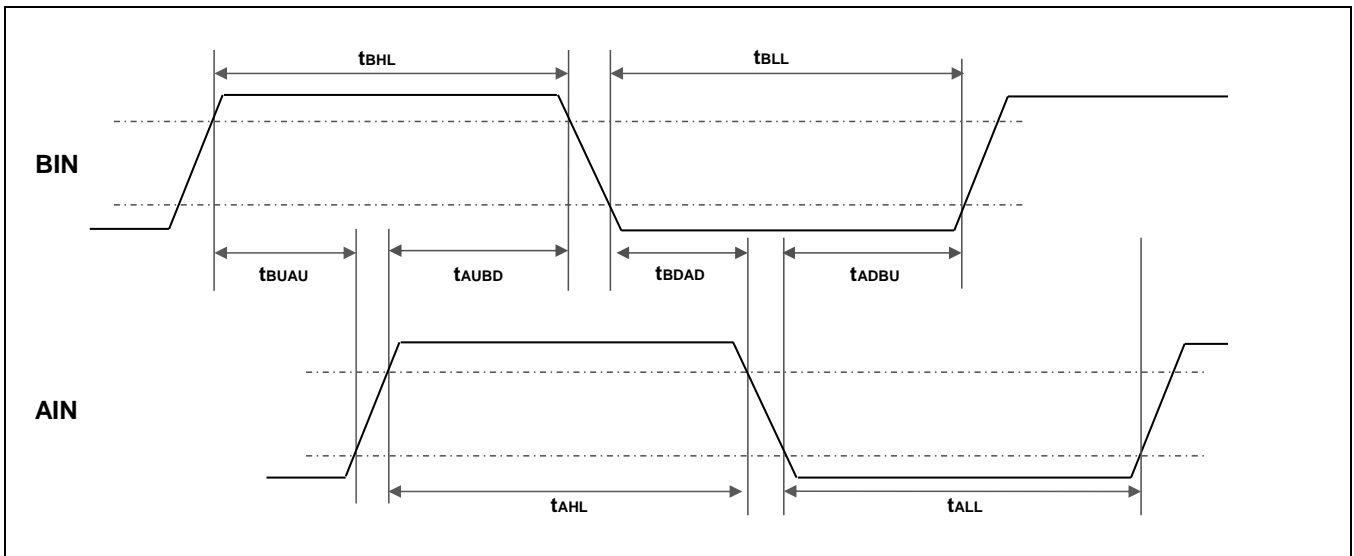 tBHL
tBLL
BIN
tBUAU
tAUBD
tBDAD
tADBU
AIN
tAHL
tALL